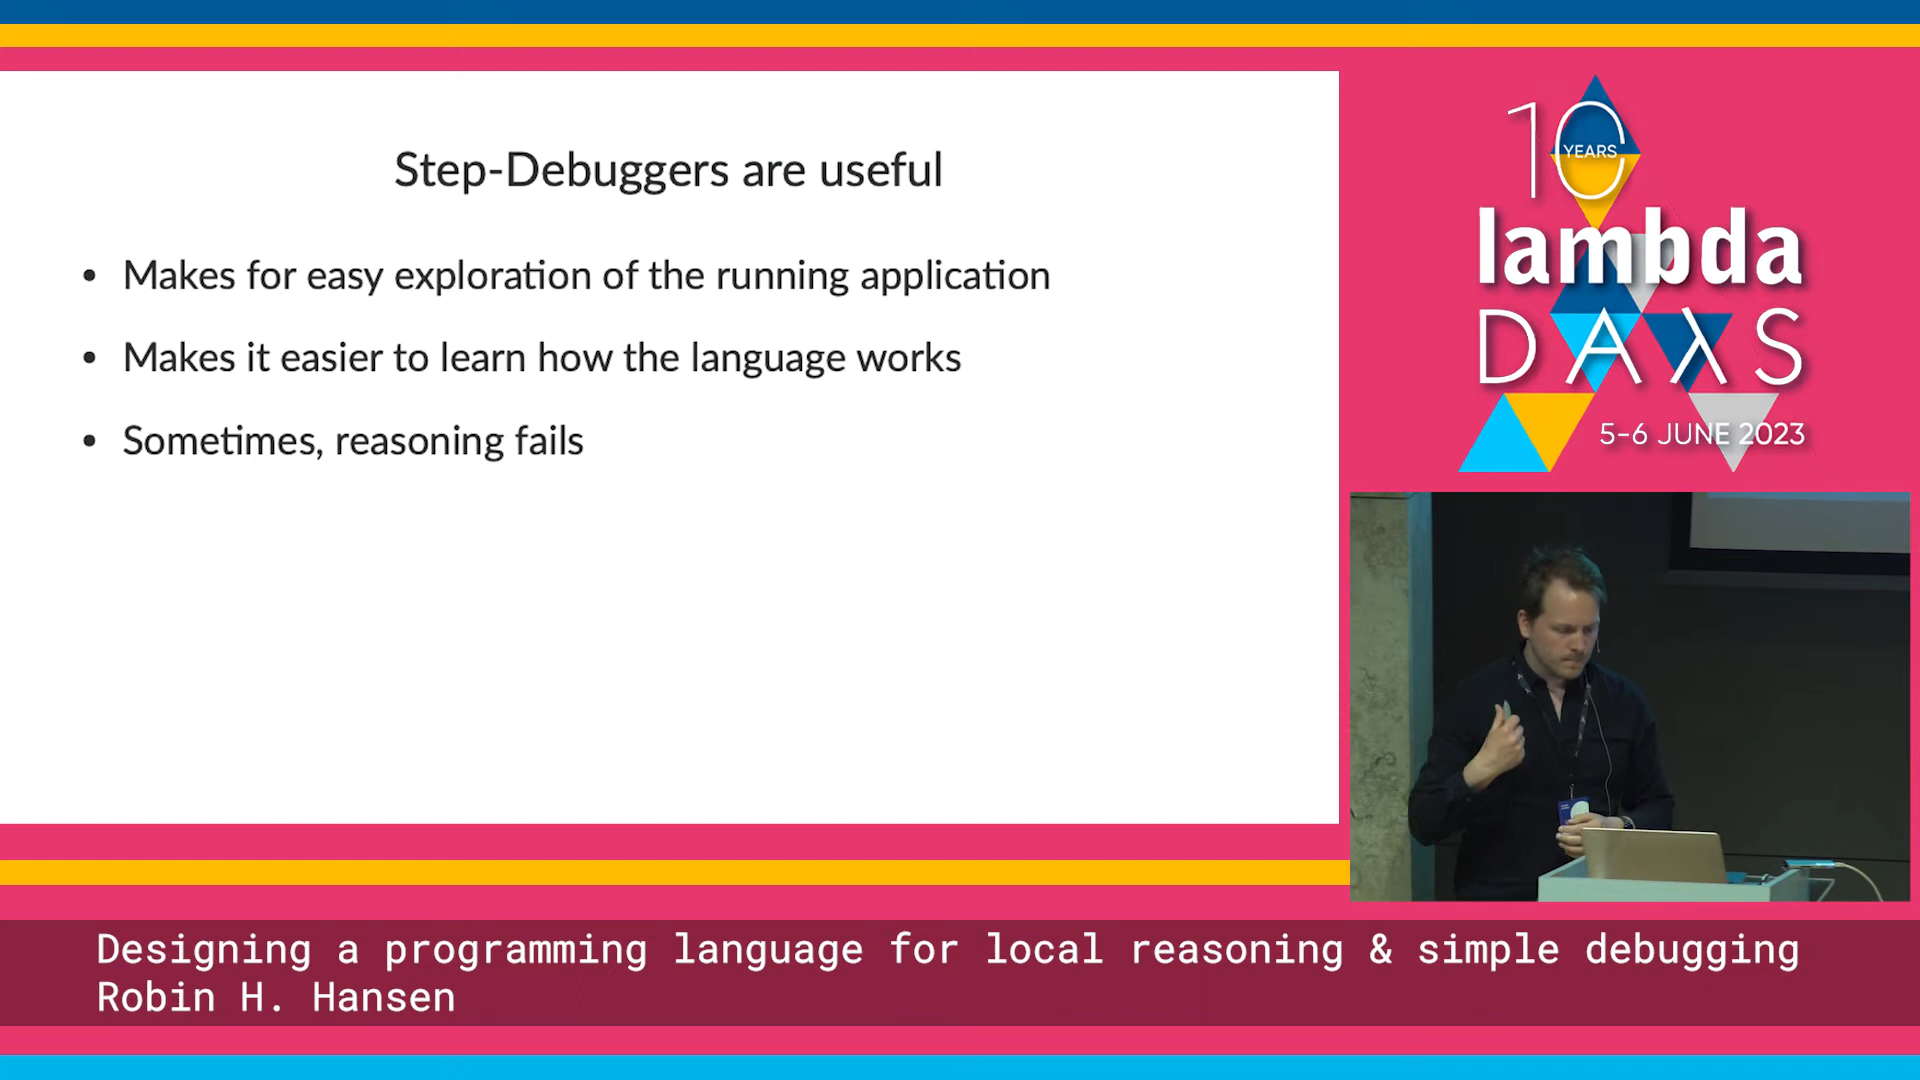 Step-Debuggers are useful
• Makes for easy exploration of the running application
• Makes it easier to learn how the language works
• Sometimes, reasoning fails
10
YEARS
lambda
DAλS
5-6 JUNE 2023
Designing a programming language for local reasoning & simple debugging
Robin H. Hansen